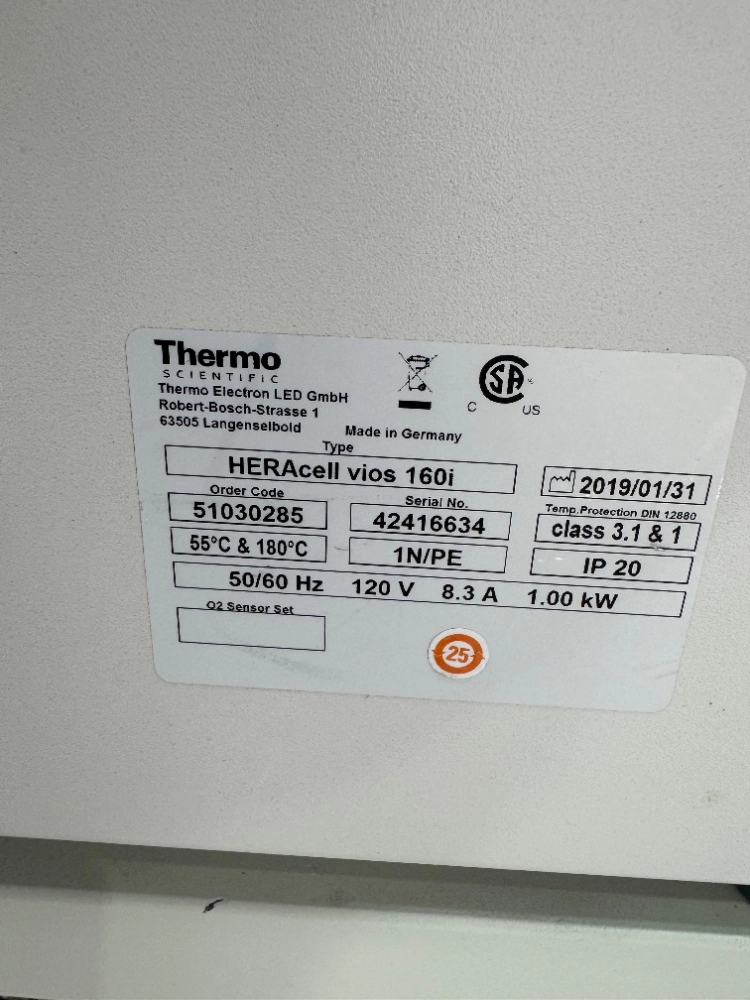 Thermo
SCIENTIFIC
Thermo Electron LED GmbH
Robert-Bosch-Strasse 1
63505 Langenselbold
Made in Germany
C SA US
Type
HERAcell vios 160i
2019/01/31
Order Code
51030285
Serial No.
42416634
Temp.Protection DIN 12880
class 3.1 & 1
55°C & 180°C
1N/PE
IP 20
50/60 Hz 120 V 8.3 A 1.00 kW
O2 Sensor Set
25